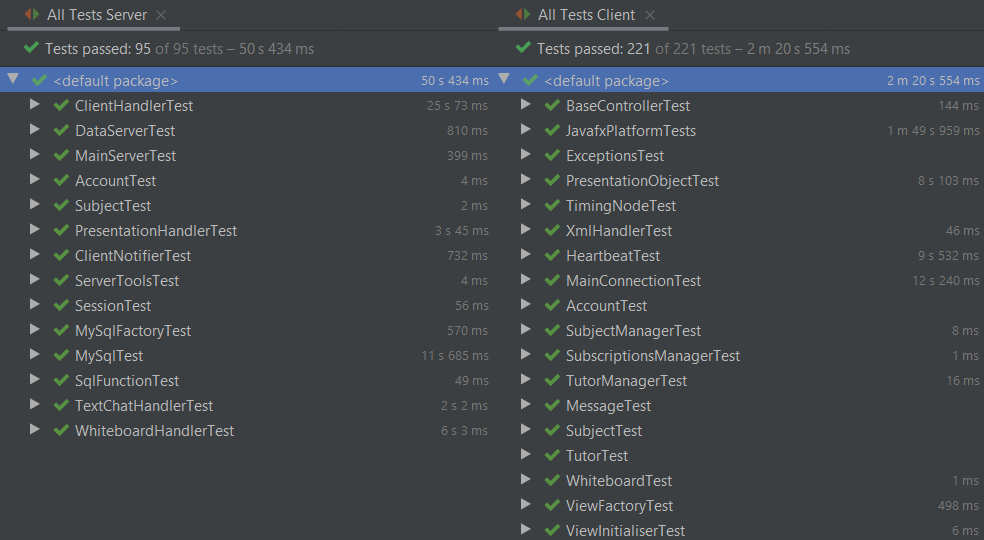 All Tests Server
Tests passed: 95 of 95 tests – 50 s 434 ms
<default package> 50 s 434 ms
ClientHandlerTest 25 s 73 ms
DataServerTest 810 ms
MainServerTest 399 ms
AccountTest 4 ms
SubjectTest 2 ms
PresentationHandlerTest 3 s 45 ms
ClientNotifierTest 732 ms
ServerToolsTest 4 ms
SessionTest 56 ms
MySqlFactoryTest 570 ms
MySqlTest 11 s 685 ms
SqlFunctionTest 49 ms
TextChatHandlerTest 2 s 2 ms
WhiteboardHandlerTest 6 s 3 ms
All Tests Client
Tests passed: 221 of 221 tests – 2 m 20 s 554 ms
<default package> 2 m 20 s 554 ms
BaseControllerTest 144 ms
JavafxPlatformTests 1 m 49 s 959 ms
ExceptionsTest
PresentationObjectTest 8 s 103 ms
TimingNodeTest
XmlHandlerTest 46 ms
HeartbeatTest 9 s 532 ms
MainConnectionTest 12 s 240 ms
AccountTest
SubjectManagerTest 8 ms
SubscriptionsManagerTest 1 ms
TutorManagerTest 16 ms
MessageTest
SubjectTest
TutorTest
WhiteboardTest 1 ms
ViewFactoryTest 498 ms
ViewInitialiserTest 6 ms